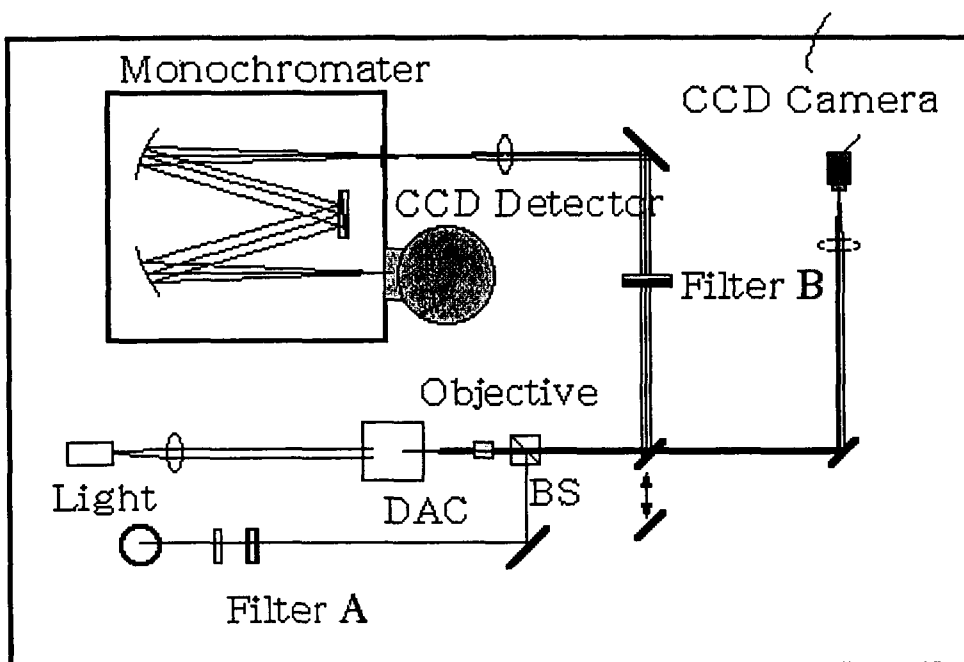 Monochromater
CCD Camera
CCD Detector
Filter B
Objective
BS
Light
DAC
Filter A